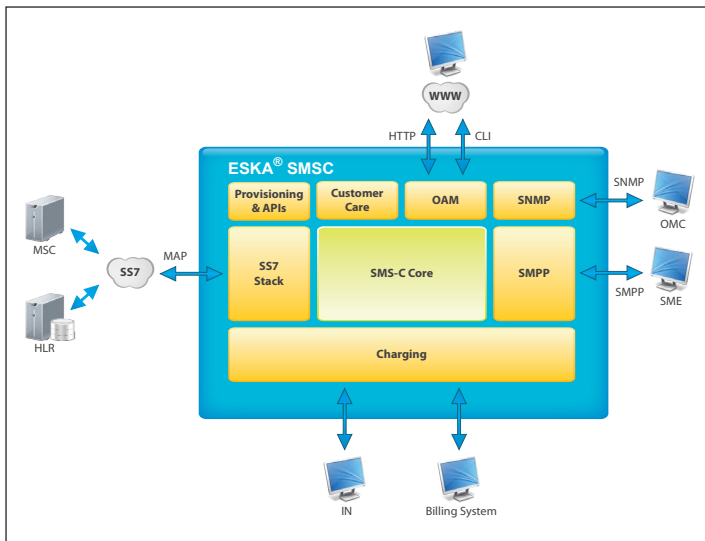 WWW
HTTP
CLI
ESKA® SMSC
Provisioning
& APIs
Customer
Care
OAM
SNMP
SNMP
OMC
MSC
SS7
MAP
SS7
Stack
SMS-C Core
SMPP
SMPP
SME
HLR
Charging
IN
Billing System